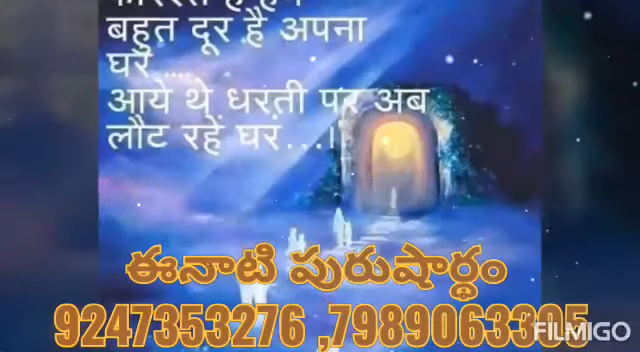 बहुत दूर है अपना
घर ....
आये थे धरती पर अब
लौट रहें घर...।।
ఈనాటి పురుషార్థం
9247353276 ,7989063305
FILMIGO